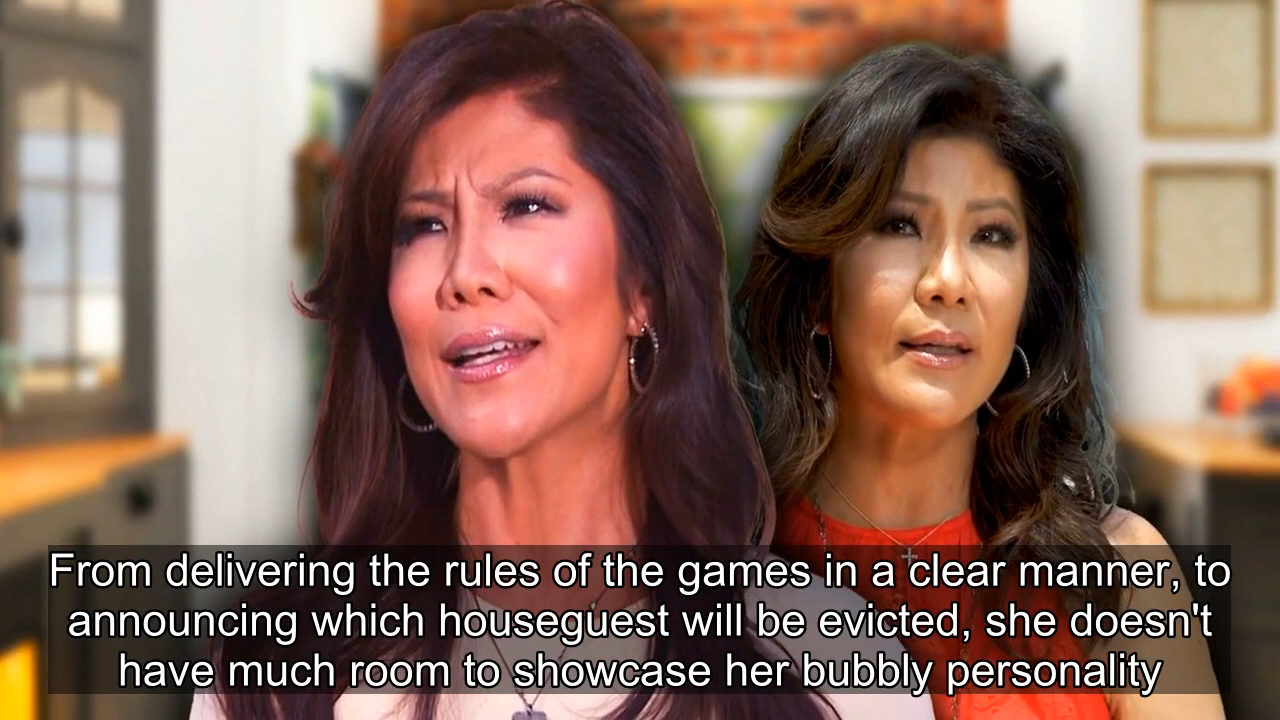 From delivering the rules of the games in a clear manner, to
announcing which houseguest will be evicted, she doesn't
have much room to showcase her bubbly personality